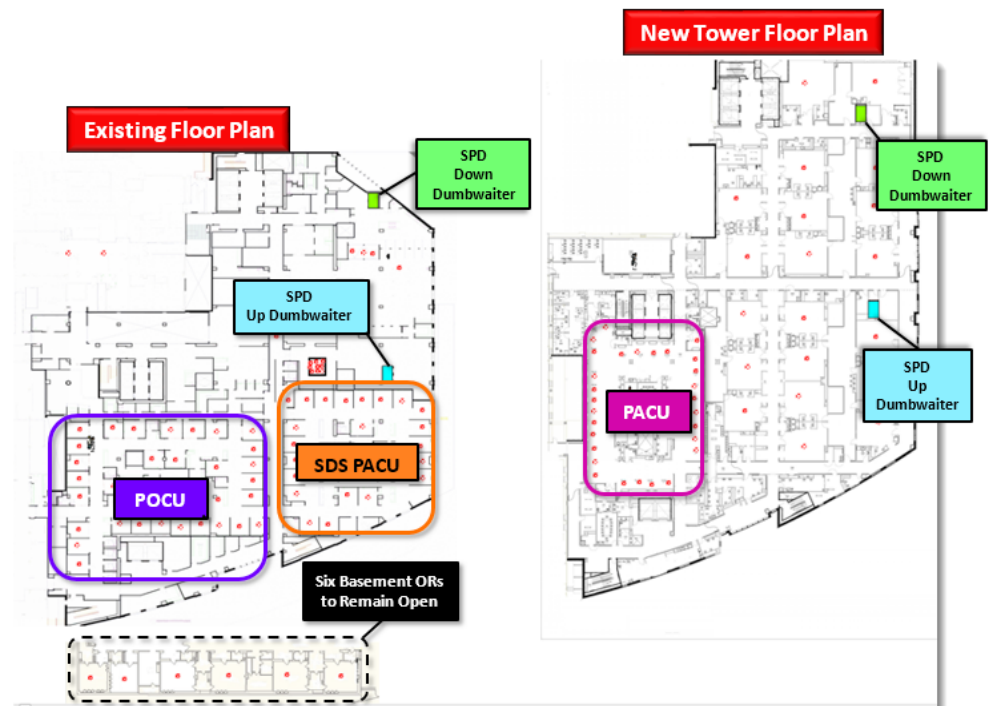 New Tower Floor Plan
Existing Floor Plan
SPD
Down
Dumbwaiter
SPD
Down
Dumbwaiter
SPD
Up Dumbwaiter
SPD
Up
Dumbwaiter
PACU
SDS PACU
POCU
Six Basement ORs
to Remain Open